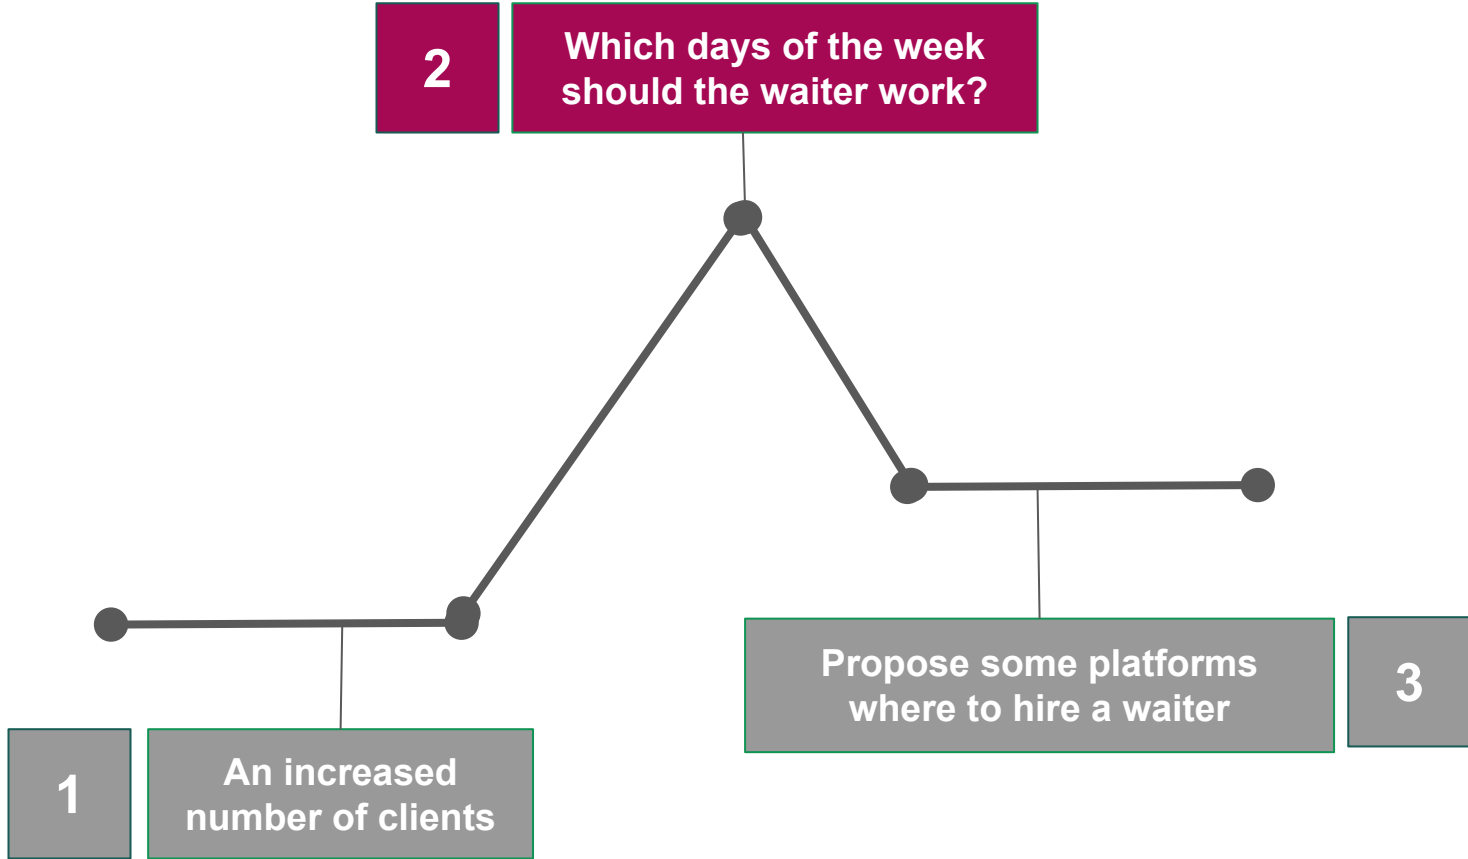 2
Which days of the week
should the waiter work?
Propose some platforms
where to hire a waiter
3
1
An increased
number of clients